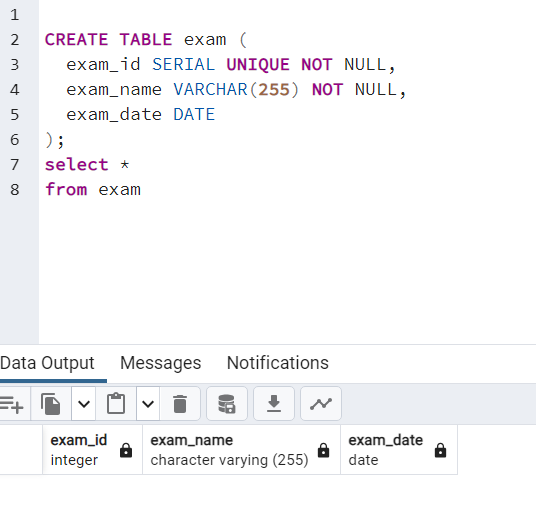 1
2 CREATE TABLE exam (
3 exam_id SERIAL UNIQUE NOT NULL,
4 exam_name VARCHAR(255) NOT NULL,
5 exam_date DATE
6 );
7 select *
8 from exam
Data Output Messages Notifications
exam_id exam_name exam_date
integer character varying (255) date